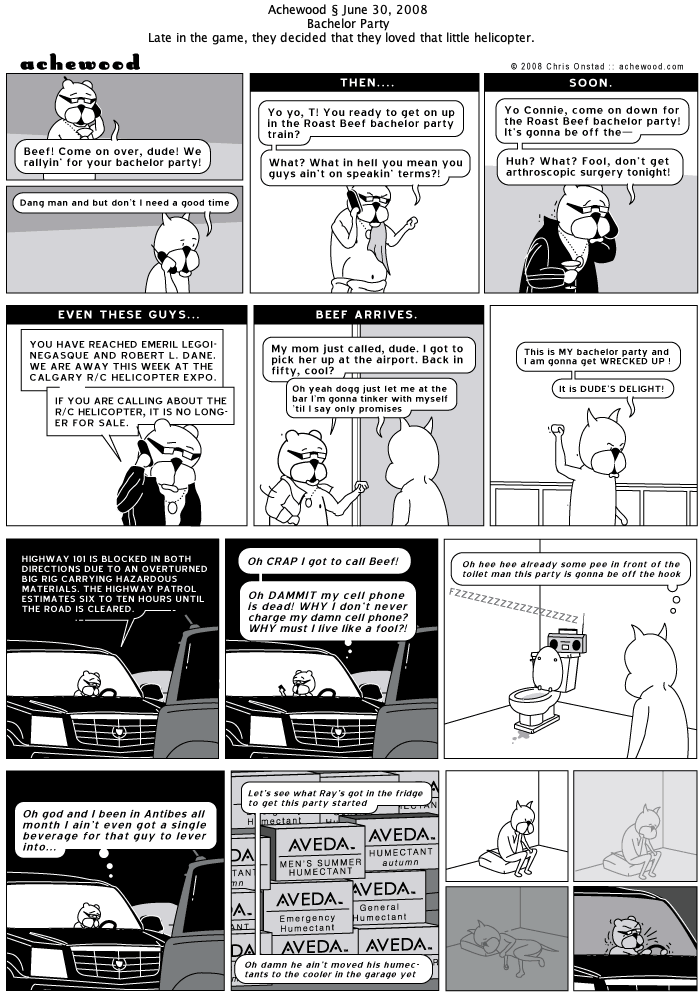 Achewood § June 30, 2008
Bachelor Party
Late in the game, they decided that they loved that little helicopter.
achewood
© 2008 Chris Onstad :: achewood.com
Beef! Come on over, dude! We
rallyin' for your bachelor party!
Dang man and but don't I need a good time
THEN....
Yo yo, T! You ready to get on up
in the Roast Beef bachelor party
train?
What? What in hell you mean you
guys ain't on speakin' terms?!
SOON.
Yo Connie, come on down for
the Roast Beef bachelor party!
It's gonna be off the—
Huh? What? Fool, don't get
arthroscopic surgery tonight!
EVEN THESE GUYS...
YOU HAVE REACHED EMERIL LEGOI-
NEGASQUE AND ROBERT L. DANE.
WE ARE AWAY THIS WEEK AT THE
CALGARY R/C HELICOPTER EXPO.
IF YOU ARE CALLING ABOUT THE
R/C HELICOPTER, IT IS NO LONG-
ER FOR SALE.
BEEF ARRIVES.
My mom just called, dude. I got to
pick her up at the airport. Back in
fifty, cool?
Oh yeah dogg just let me at the
bar I'm gonna tinker with myself
'til I say only promises
This is MY bachelor party and
I am gonna get WRECKED UP !
It is DUDE'S DELIGHT!
HIGHWAY 101 IS BLOCKED IN BOTH
DIRECTIONS DUE TO AN OVERTURNED
BIG RIG CARRYING HAZARDOUS
MATERIALS. THE HIGHWAY PATROL
ESTIMATES SIX TO TEN HOURS UNTIL
THE ROAD IS CLEARED.
Oh CRAP I got to call Beef!
Oh DAMMIT my cell phone
is dead! WHY I don't never
charge my damn cell phone?
WHY must I live like a fool?!
Oh hee hee already some pee in front of the
toilet man this party is gonna be off the hook
FZZZZZZZZZZZZZZZZZZZZZZ
Oh god and I been in Antibes all
month I ain't even got a single
beverage for that guy to lever
into...
Let's see what Ray's got in the fridge
to get this party started
Humectant
HUMECTANT
AVEDA
MEN'S SUMMER
HUMECTANT
AVEDA
HUMECTANT
autumn
AVEDA
Emergency
Humectant
AVEDA
General
Humectant
AVEDA
AVEDA
Oh damn he ain't moved his humec-
tants to the cooler in the garage yet